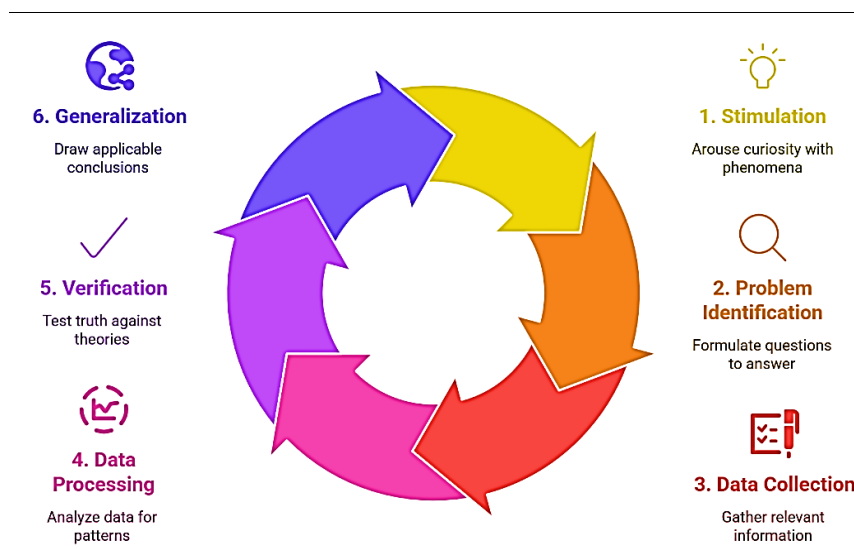 1. Stimulation
Arouse curiosity with
phenomena
2. Problem
Identification
Formulate questions
to answer
3. Data Collection
Gather relevant
information
4. Data
Processing
Analyze data for
patterns
5. Verification
Test truth against
theories
6. Generalization
Draw applicable
conclusions